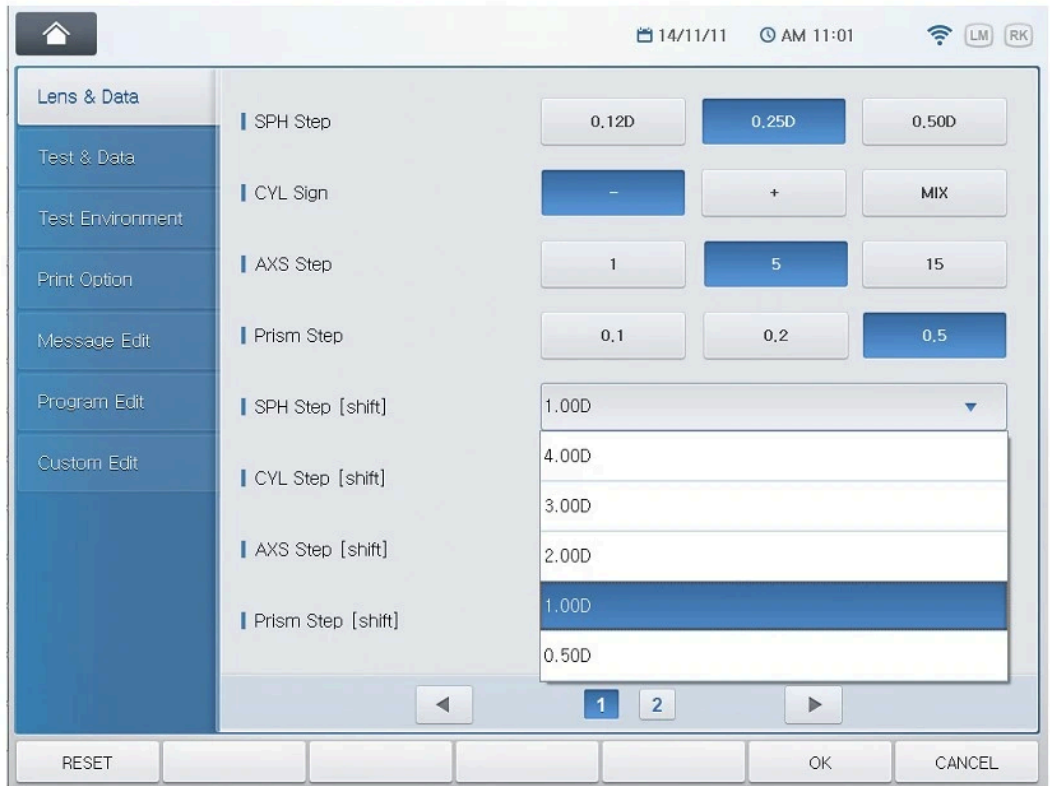 14/11/11 AM 11:01 LM RK
Lens & Data
Test & Data
Test Environment
Print Option
Message Edit
Program Edit
Custom Edit
SPH Step 0.12D 0.25D 0.50D
CYL Sign - + MIX
AXS Step 1 5 15
Prism Step 0.1 0.2 0.5
SPH Step [shift] 1.00D
4.00D
CYL Step [shift]
3.00D
AXS Step [shift]
2.00D
1.00D
Prism Step [shift]
0.50D
1 2
RESET OK CANCEL